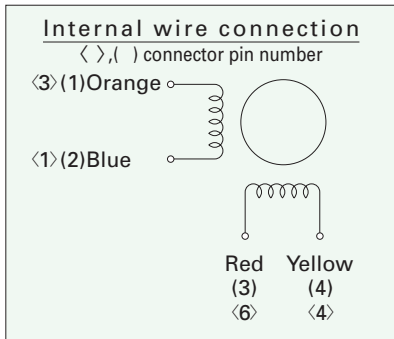 Internal wire connection
〈 〉,( ) connector pin number
〈3〉(1)Orange
〈1〉(2)Blue
Red Yellow
(3) (4)
〈6〉 〈4〉